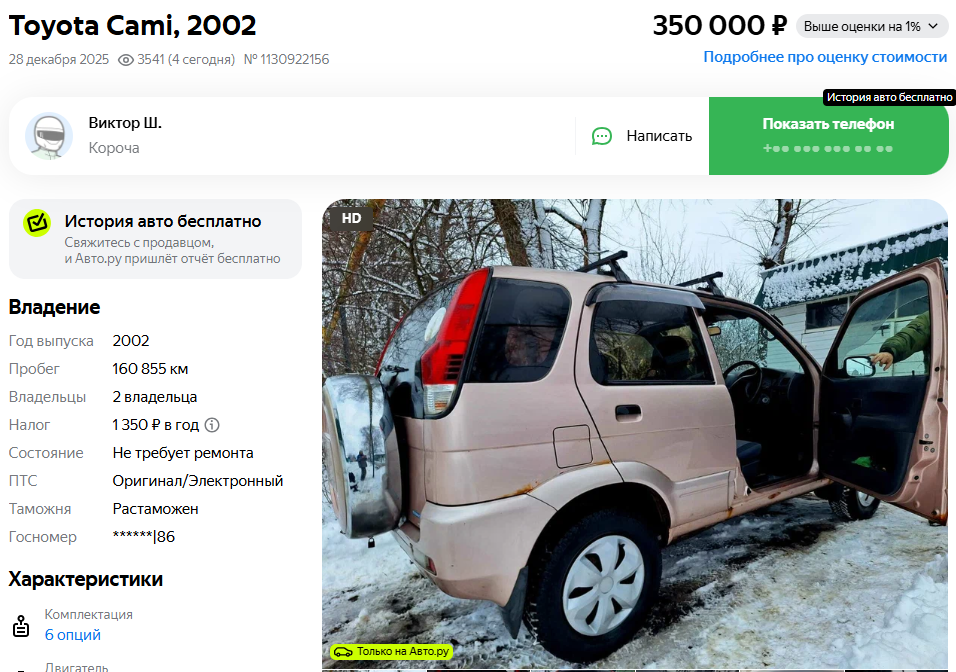 Toyota Cami, 2002
350 000 ₽
Выше оценки на 1%
28 декабря 2025 3541 (4 сегодня) № 1130922156
Подробнее про оценку стоимости
История авто бесплатно
Виктор Ш.
Короча
Написать
Показать телефон
+●● ●●● ●●● ●● ●●
История авто бесплатно
Свяжитесь с продавцом,
и Авто.ру пришлёт отчёт бесплатно
HD
Владение
Год выпуска 2002
Пробег 160 855 км
Владельцы 2 владельца
Налог 1 350 ₽ в год
Состояние Не требует ремонта
ПТС Оригинал/Электронный
Таможня Растаможен
Госномер ******|86
Характеристики
Комплектация
6 опций
Двигатель
Только на Авто.ру